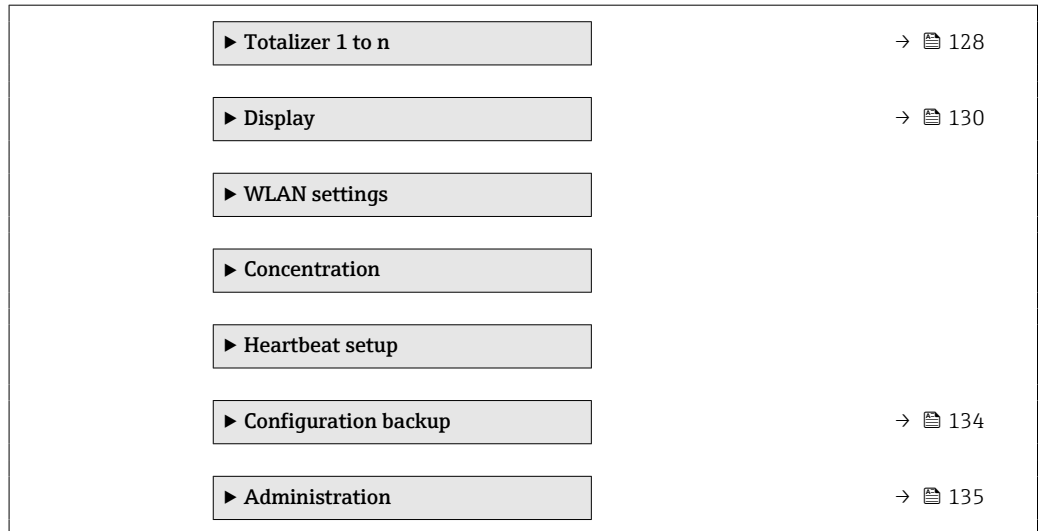 ▶ Totalizer 1 to n → 🖹 128
▶ Display → 🖹 130
▶ WLAN settings
▶ Concentration
▶ Heartbeat setup
▶ Configuration backup → 🖹 134
▶ Administration → 🖹 135